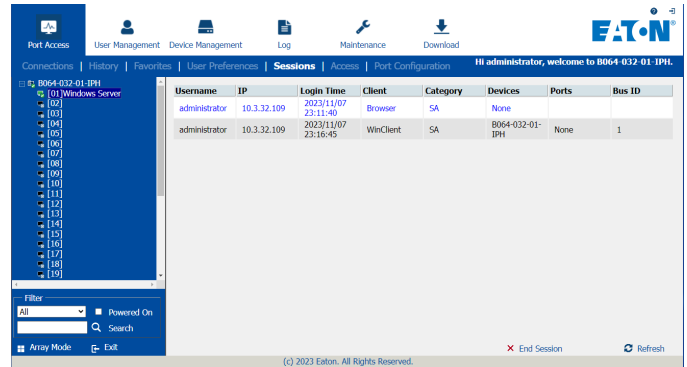 Port Access
User Management
Device Management
Log
Maintenance
Download
EATON®
Connections | History | Favorites | User Preferences | Sessions | Access | Port Configuration
Hi administrator, welcome to B064-032-01-IPH.
B064-032-01-IPH
[01]Windows Server
[02]
[03]
[04]
[05]
[06]
[07]
[08]
[09]
[10]
[11]
[12]
[13]
[14]
[15]
[16]
[17]
[18]
[19]
Username IP Login Time Client Category Devices Ports Bus ID
administrator 10.3.32.109 2023/11/07 23:11:40 Browser SA None
administrator 10.3.32.109 2023/11/07 23:16:45 WinClient SA B064-032-01-IPH None 1
Filter
All
Powered On
Search
Array Mode
Exit
End Session
Refresh
(c) 2023 Eaton. All Rights Reserved.